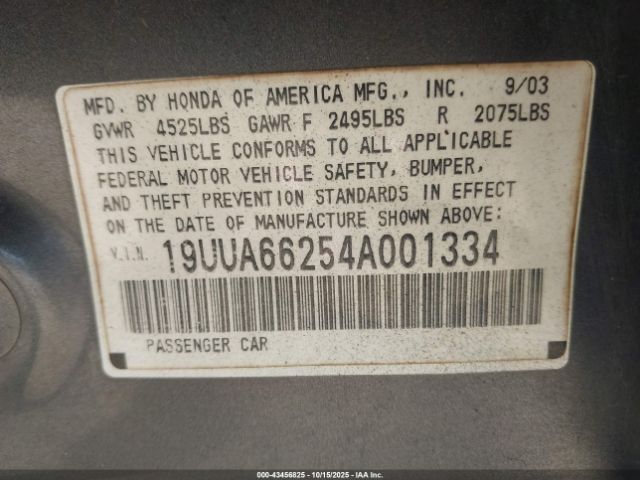 MFD. BY HONDA OF AMERICA MFG., INC. 9/03
GVWR 4525LBS GAWR F 2495LBS R 2075LBS
THIS VEHICLE CONFORMS TO ALL APPLICABLE
FEDERAL MOTOR VEHICLE SAFETY, BUMPER,
AND THEFT PREVENTION STANDARDS IN EFFECT
ON THE DATE OF MANUFACTURE SHOWN ABOVE:
V.I.N. 19UUA66254A001334
PASSENGER CAR
000-43456825 - 10/15/2025 - IAA Inc.